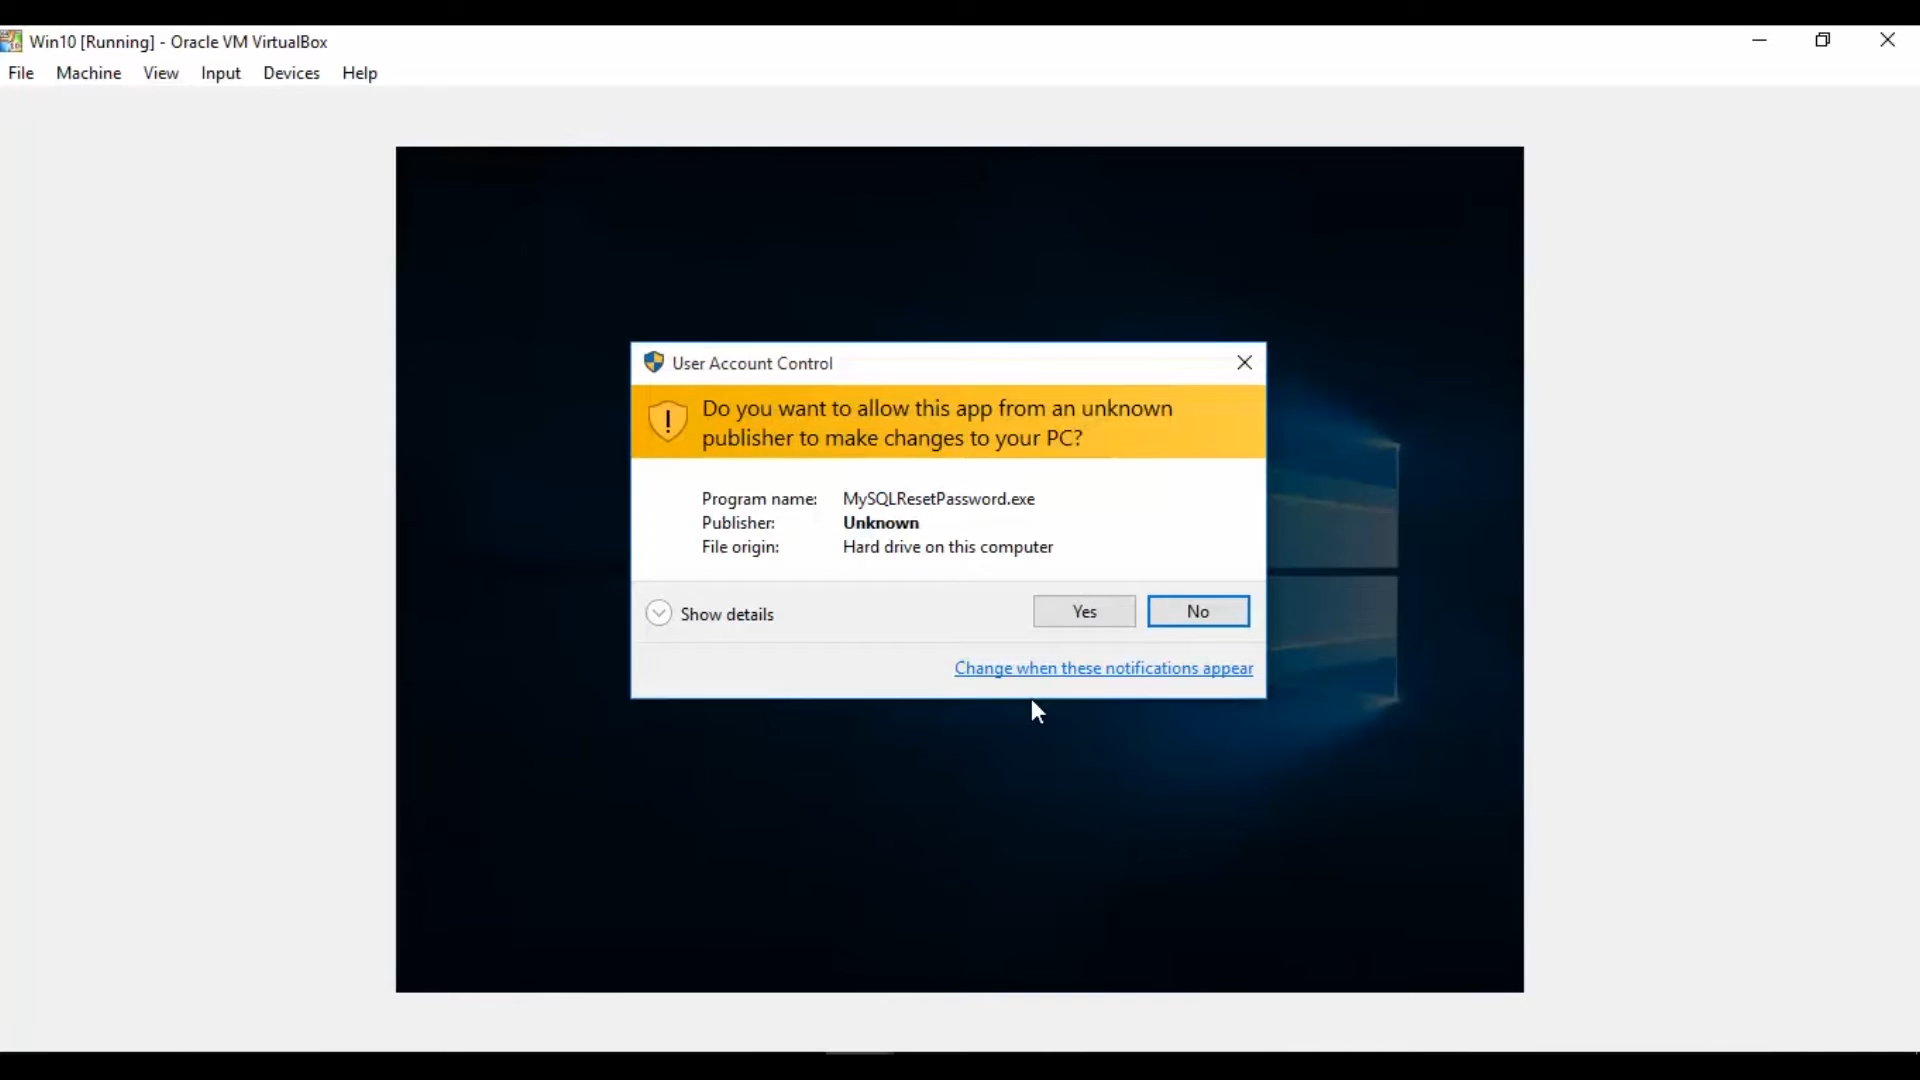 Win10 [Running] - Oracle VM VirtualBox
File Machine View Input Devices Help
User Account Control
Do you want to allow this app from an unknown
publisher to make changes to your PC?
Program name: MySQLResetPassword.exe
Publisher: Unknown
File origin: Hard drive on this computer
Show details Yes No
Change when these notifications appear